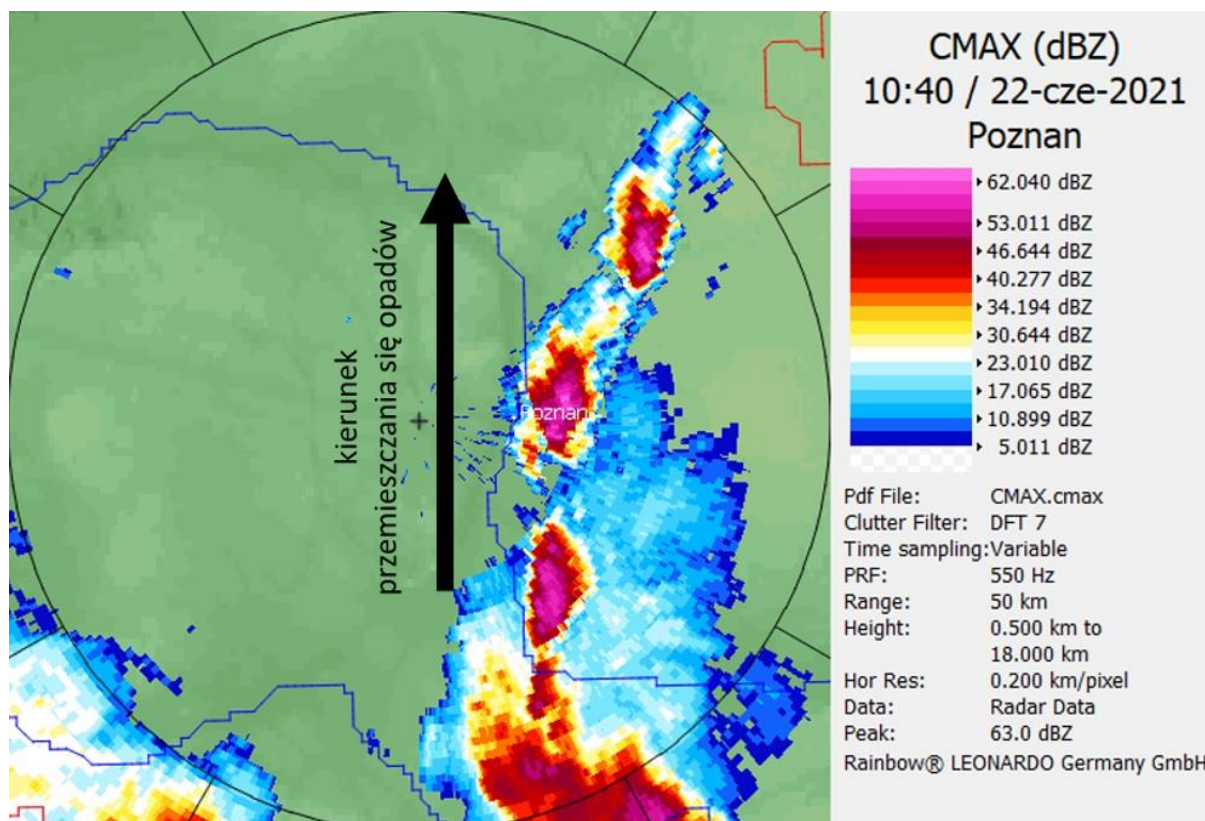 kierunek
przemieszczania się opadów
Poznan
CMAX (dBZ)
10:40 / 22-cze-2021
Poznan
62.040 dBZ
53.011 dBZ
46.644 dBZ
40.277 dBZ
34.194 dBZ
30.644 dBZ
23.010 dBZ
17.065 dBZ
10.899 dBZ
5.011 dBZ
Pdf File: CMAX.cmax
Clutter Filter: DFT 7
Time sampling:Variable
PRF: 550 Hz
Range: 50 km
Height: 0.500 km to
18.000 km
Hor Res: 0.200 km/pixel
Data: Radar Data
Peak: 63.0 dBZ
Rainbow® LEONARDO Germany GmbH